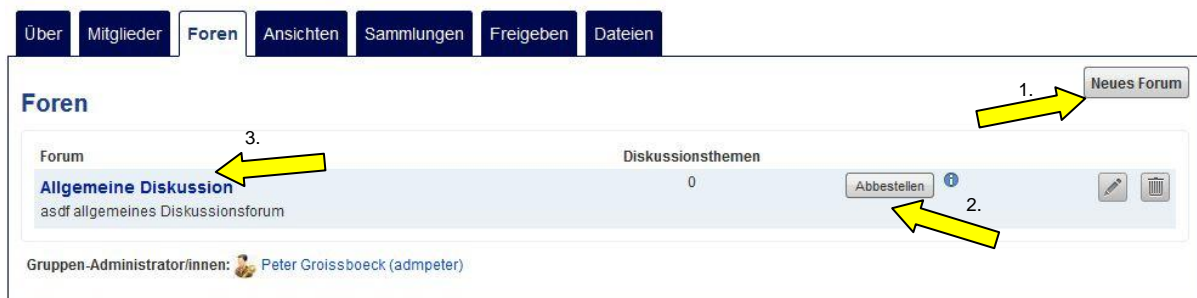 Über Mitglieder Foren Ansichten Sammlungen Freigeben Dateien
1. Neues Forum
Foren
3.
Forum Diskussionsthemen
Allgemeine Diskussion 0 Abbestellen
asdf allgemeines Diskussionsforum
2.
Gruppen-Administrator/innen: Peter Groissboeck (admpeter)